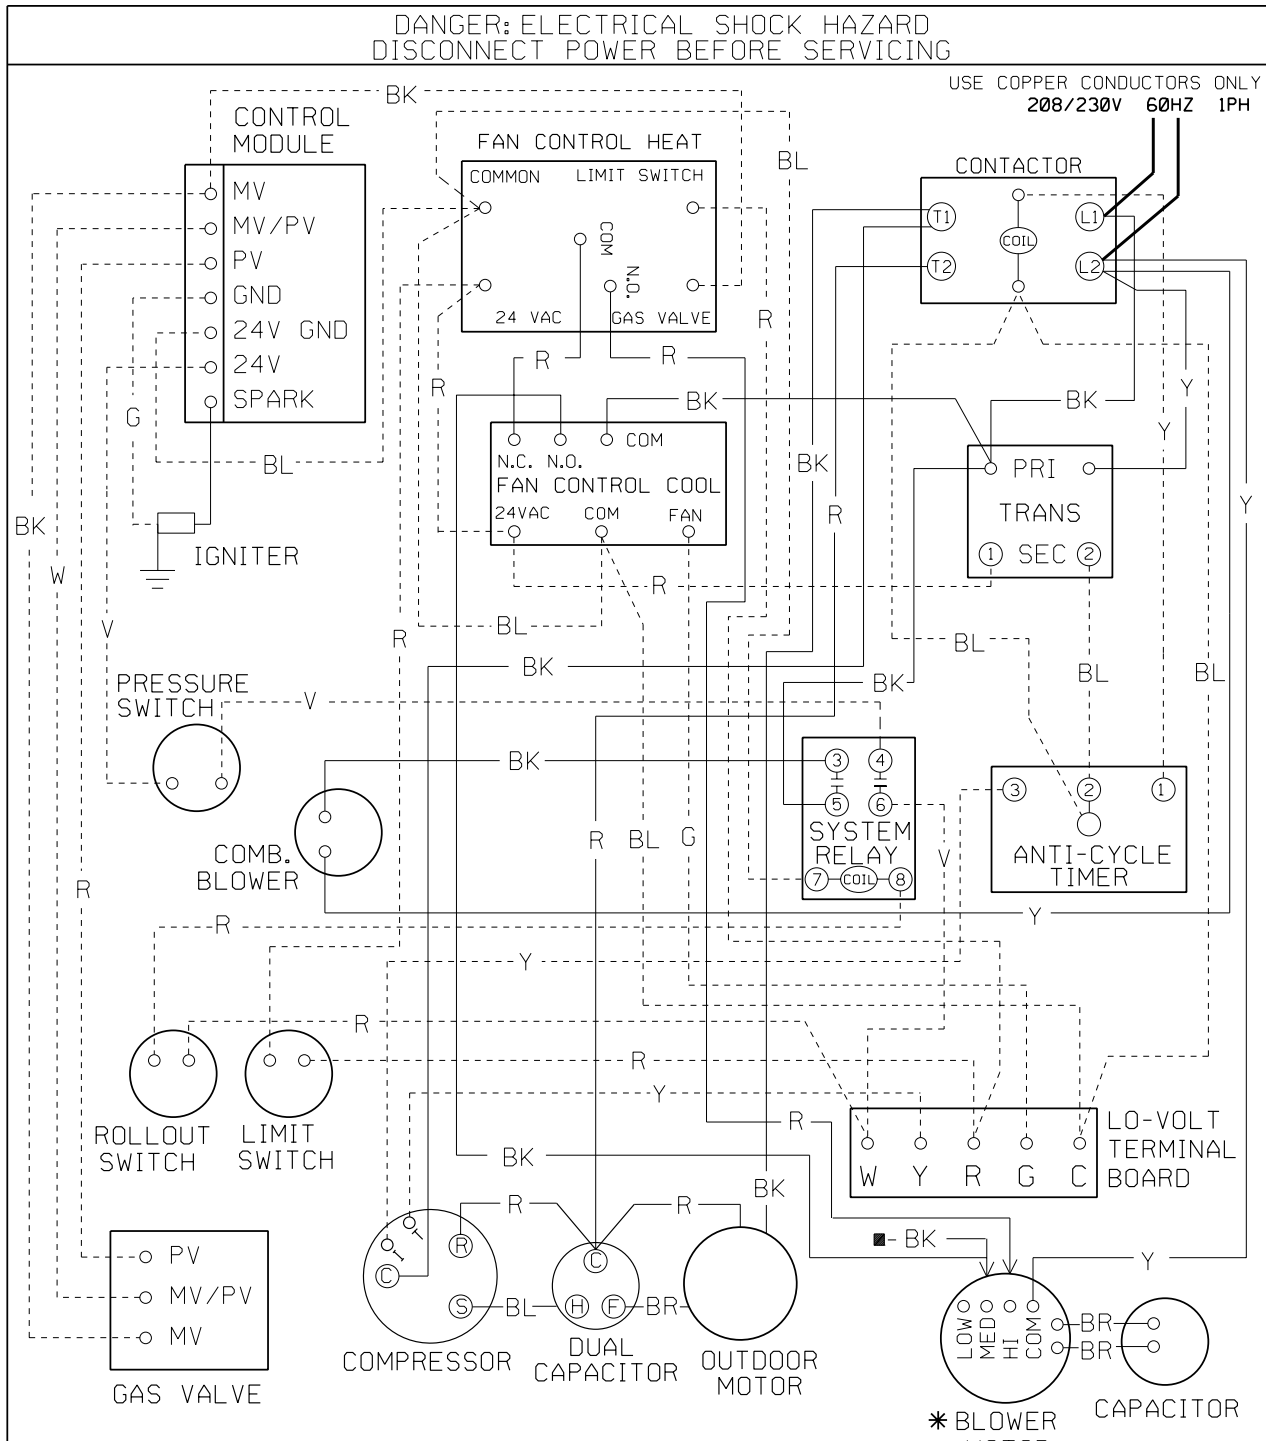 DANGER: ELECTRICAL SHOCK HAZARD
DISCONNECT POWER BEFORE SERVICING
USE COPPER CONDUCTORS ONLY
208/230V 60HZ 1PH
BK
CONTROL
MODULE
FAN CONTROL HEAT
BL
CONTACTOR
COMMON LIMIT SWITCH
MV
MV/PV
PV
GND
24V GND
24V
SPARK
COM
N.O.
24 VAC GAS VALVE
T1
L1
COIL
T2
L2
R
R
R
R
BK
BK
Y
Y
G
BL
COM
N.C. N.O.
FAN CONTROL COOL
24VAC COM FAN
BK
R
Y
PRI
TRANS
1 SEC 2
BK
IGNITER
W
R
V
R
BL
BK
BL
BL
BL
BK
PRESSURE
SWITCH
V
BK
3 4
5 6
SYSTEM
RELAY
7 COIL 8
3 2 1
ANTI-CYCLE
TIMER
COMB.
BLOWER
R
BL
G
V
R
R
Y
Y
R
R
Y
ROLLOUT
SWITCH
LIMIT
SWITCH
R
LO-VOLT
TERMINAL
BOARD
W Y R G C
BK
BK
R
R
I
T
R
C
S
BL
C
H
F
BR
COMPRESSOR
DUAL
CAPACITOR
OUTDOOR
MOTOR
PV
MV/PV
MV
GAS VALVE
- BK
Y
LOW
MED
HI
COM
BR
BR
CAPACITOR
* BLOWER
MOTOR